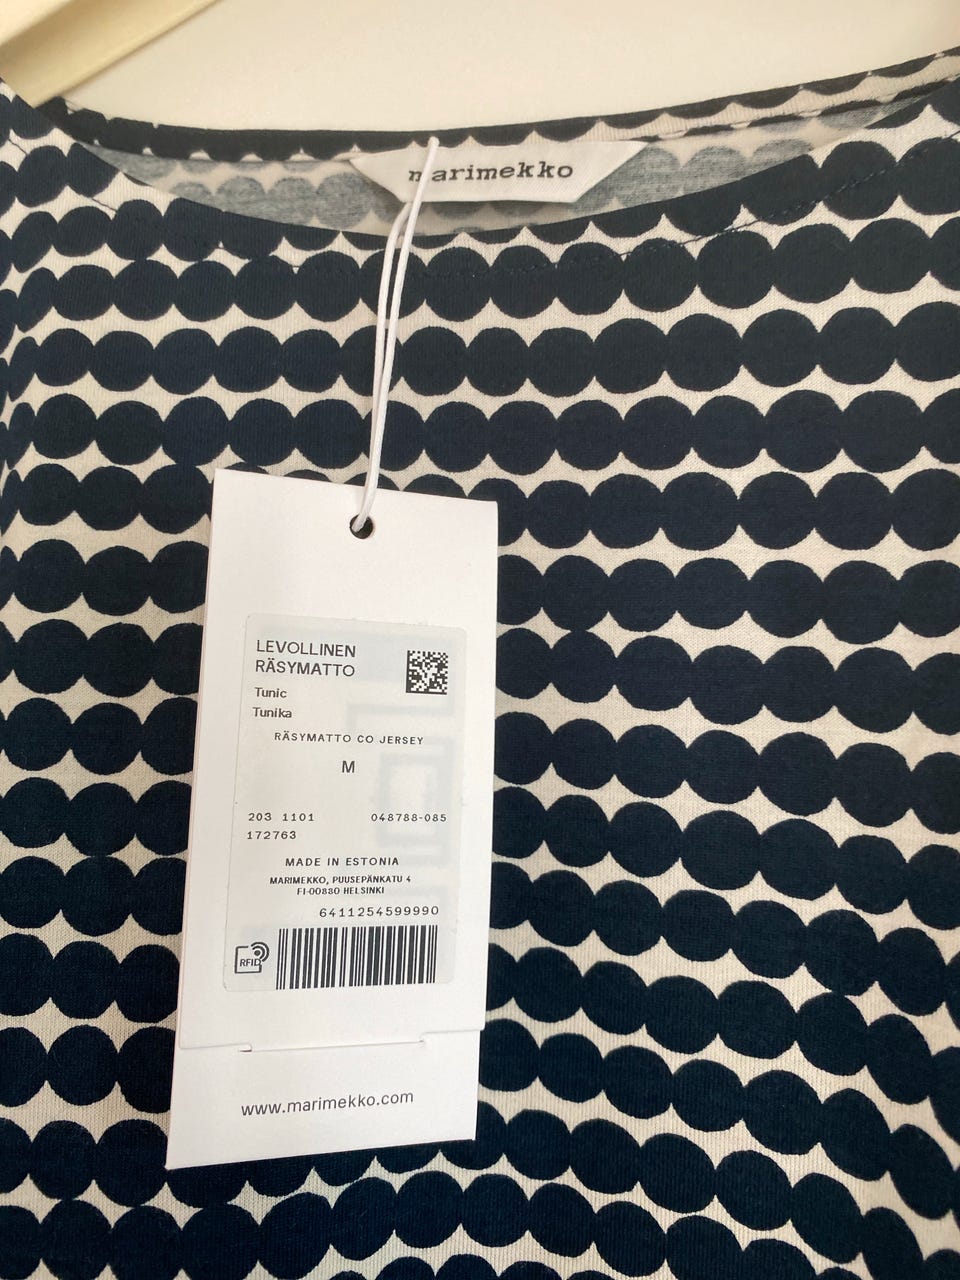 marimekko
LEVOLLINEN
RÄSYMATTO
Tunic
Tunika
RÄSYMATTO CO JERSEY
M
203 1101 048788-085
172763
MADE IN ESTONIA
MARIMEKKO, PUUSEPÄNKATU 4
FI-00880 HELSINKI
6411254599990
RFID
www.marimekko.com